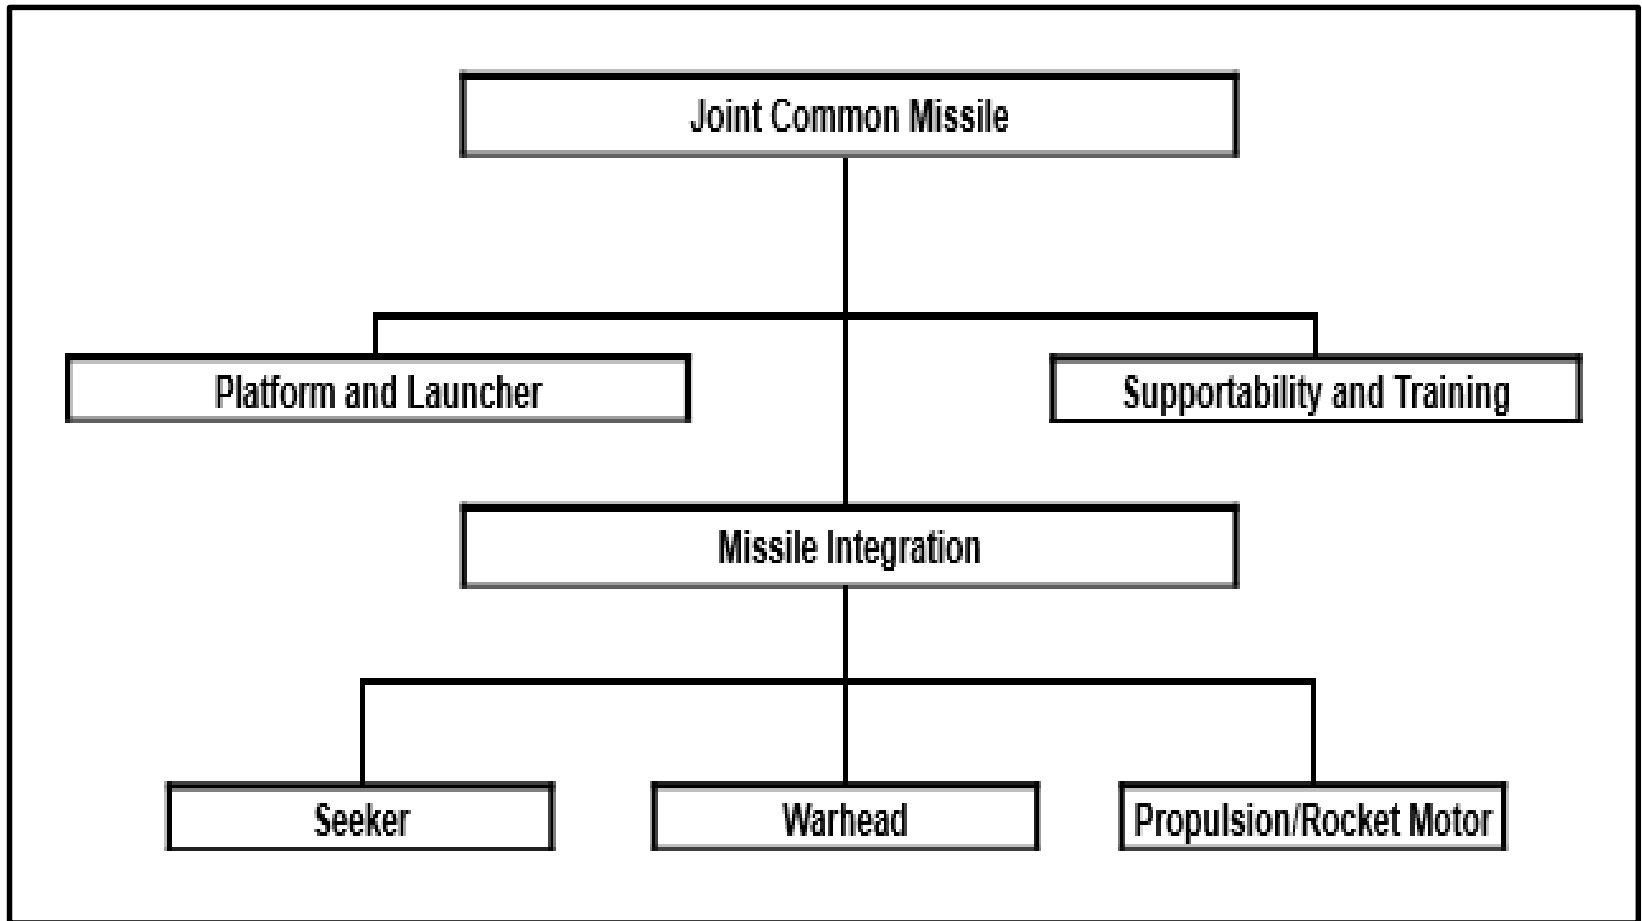 Joint Common Missile
Platform and Launcher
Supportability and Training
Missile Integration
Seeker
Warhead
Propulsion/Rocket Motor